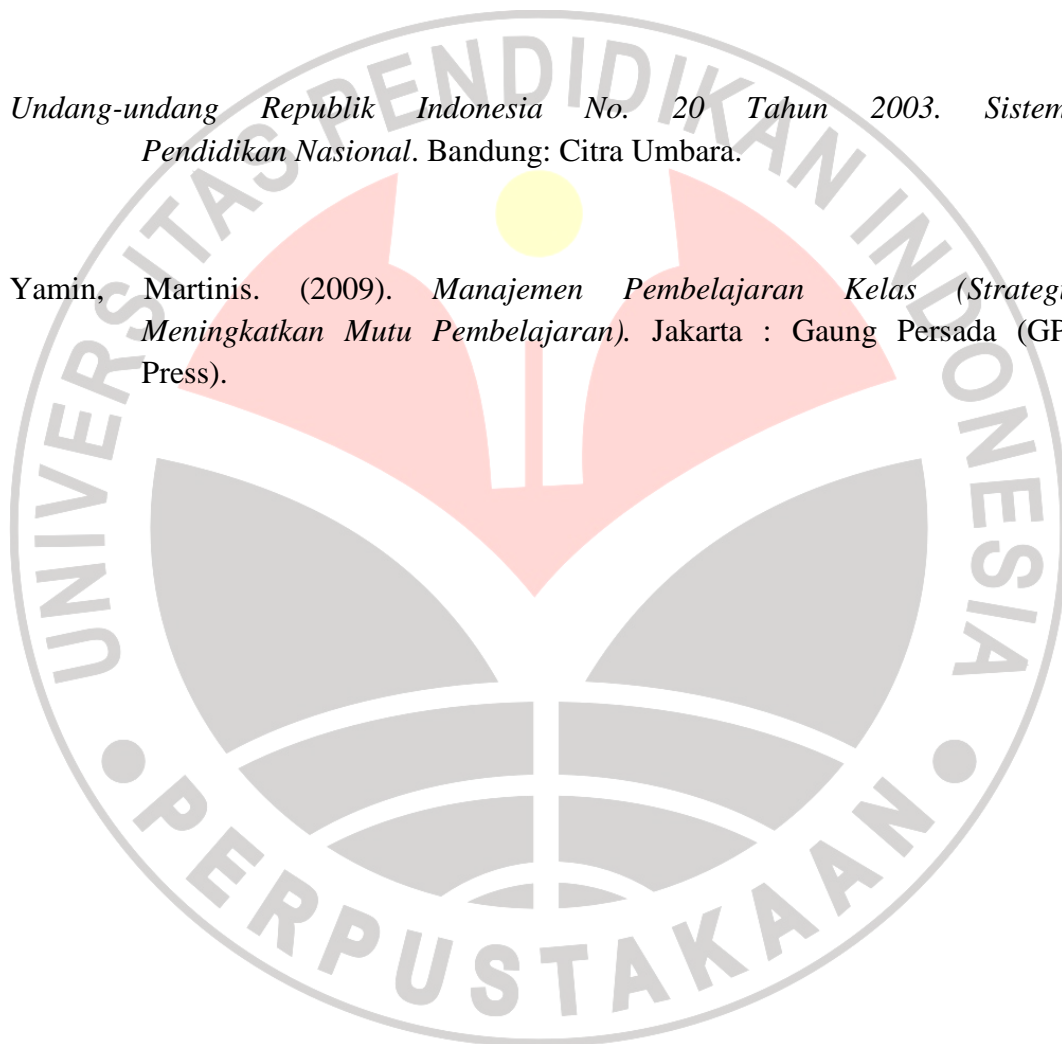 Undang-undang Republik Indonesia No. 20 Tahun 2003. Sistem
Pendidikan Nasional. Bandung: Citra Umbara.
Yamin, Martinis. (2009). Manajemen Pembelajaran Kelas (Strategi
Meningkatkan Mutu Pembelajaran). Jakarta : Gaung Persada (GP
Press).
UNIVERSITAS PENDIDIKAN INDONESIA
PERPUSTAKAAN